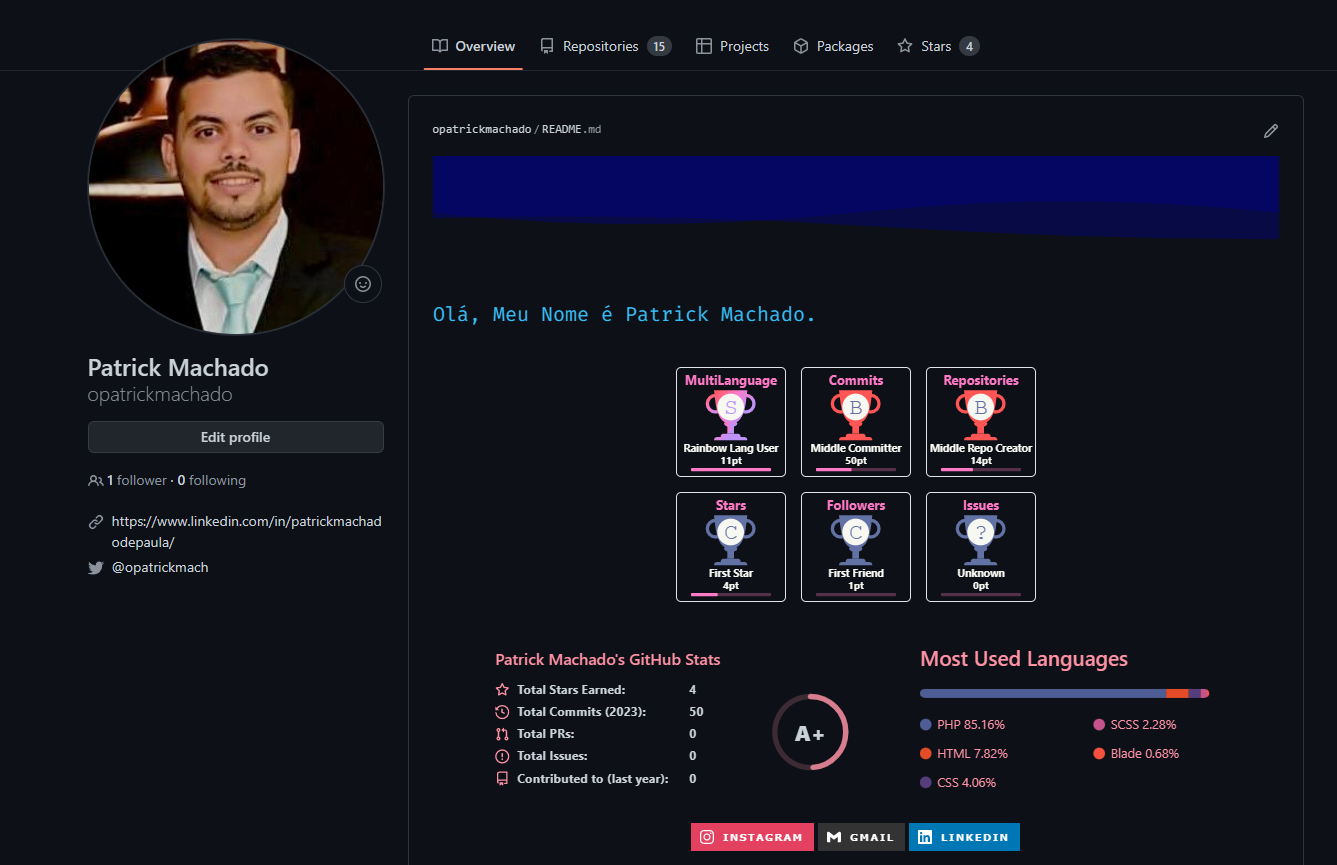 Overview
Repositories 15
Projects
Packages
Stars 4
opatrickmachado/README.md
Olá, Meu Nome é Patrick Machado.
Patrick Machado
opatrickmachado
Edit profile
1 follower · 0 following
https://www.linkedin.com/in/patrickmachad
odepaula/
@opatrickmach
MultiLanguage
S
Rainbow Lang User
11pt
Commits
B
Middle Committer
50pt
Repositories
B
Middle Repo Creator
14pt
Stars
C
First Star
4pt
Followers
C
First Friend
1pt
Issues
?
Unknown
0pt
Patrick Machado's GitHub Stats
Total Stars Earned: 4
Total Commits (2023): 50
Total PRs: 0
Total Issues: 0
Contributed to (last year): 0
A+
Most Used Languages
PHP 85.16%
HTML 7.82%
CSS 4.06%
SCSS 2.28%
Blade 0.68%
INSTAGRAM
GMAIL
LINKEDIN